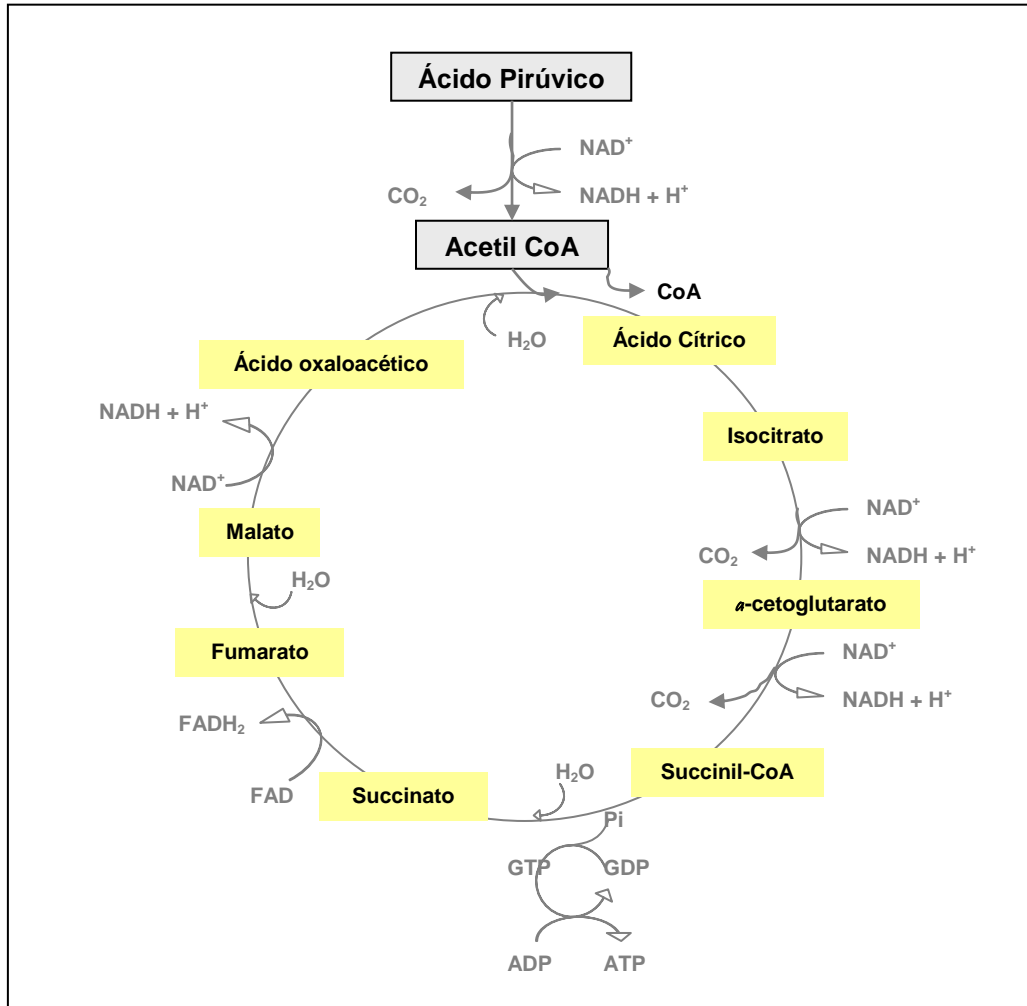 Ácido Pirúvico
NAD⁺
CO₂
NADH + H⁺
Acetil CoA
CoA
H₂O
Ácido Cítrico
Ácido oxaloacético
NADH + H⁺
Isocitrato
NAD⁺
NAD⁺
Malato
CO₂
NADH + H⁺
H₂O
α-cetoglutarato
Fumarato
NAD⁺
CO₂
NADH + H⁺
FADH₂
H₂O
Succinil-CoA
FAD
Succinato
Pi
GTP
GDP
ADP
ATP